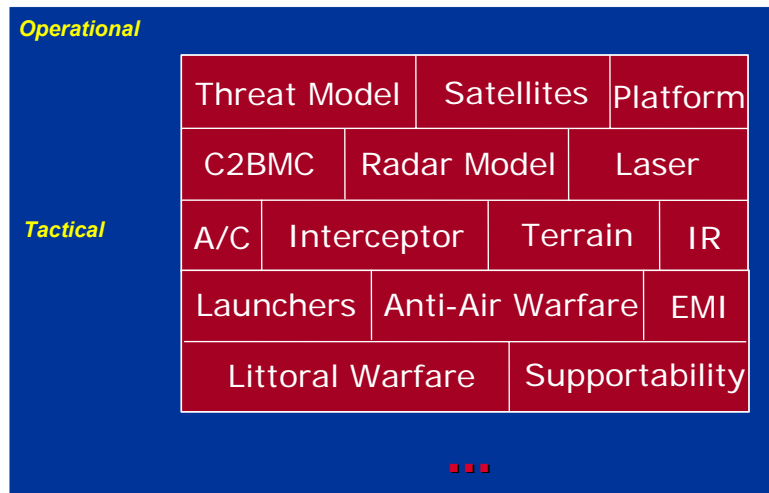 Operational
Threat Model Satellites Platform
C2BMC Radar Model Laser
Tactical
A/C Interceptor Terrain IR
Launchers Anti-Air Warfare EMI
Littoral Warfare Supportability
...